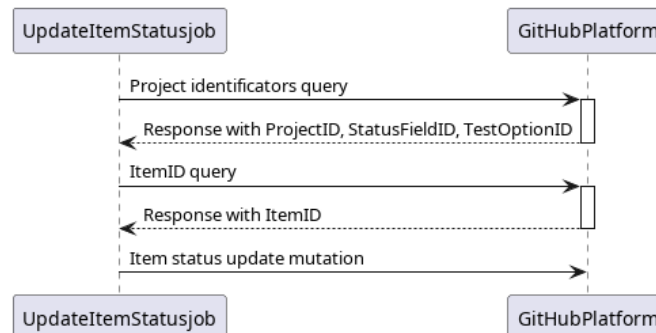 UpdateItemStatusjob GitHubPlatform
Project identificators query
Response with ProjectID, StatusFieldID, TestOptionID
ItemID query
Response with ItemID
Item status update mutation
UpdateItemStatusjob GitHubPlatform